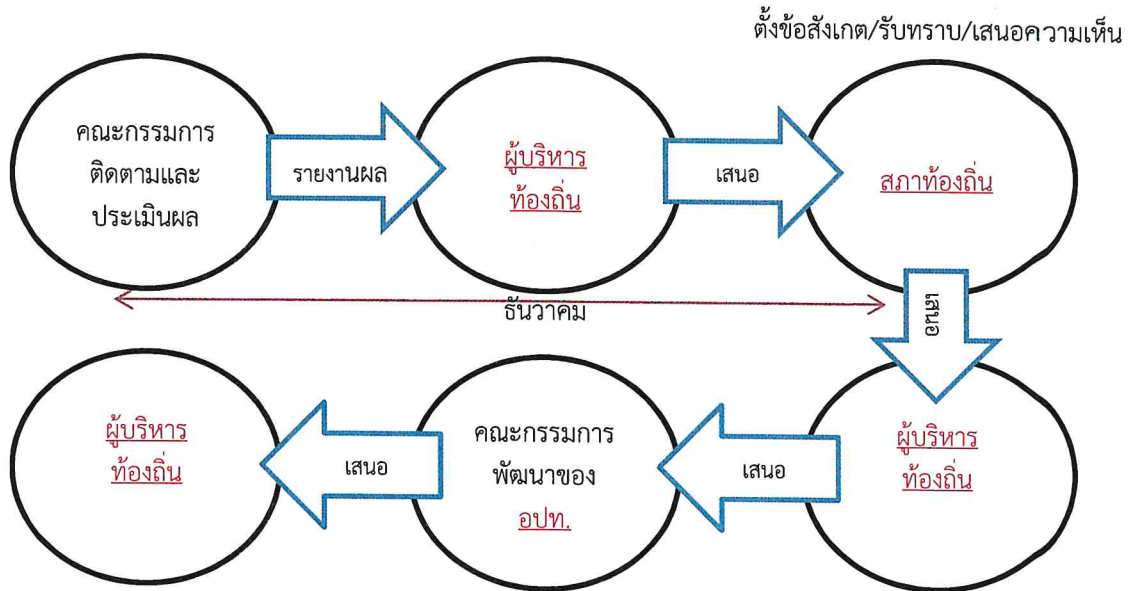 ตั้งข้อสังเกต/รับทราบ/เสนอความเห็น
คณะกรรมการ
ติดตามและ
ประเมินผล
รายงานผล
ผู้บริหาร
ท้องถิ่น
เสนอ
สภาท้องถิ่น
ธันวาคม
เสนอ
ผู้บริหาร
ท้องถิ่น
เสนอ
คณะกรรมการ
พัฒนาของ
อปท.
เสนอ
ผู้บริหาร
ท้องถิ่น